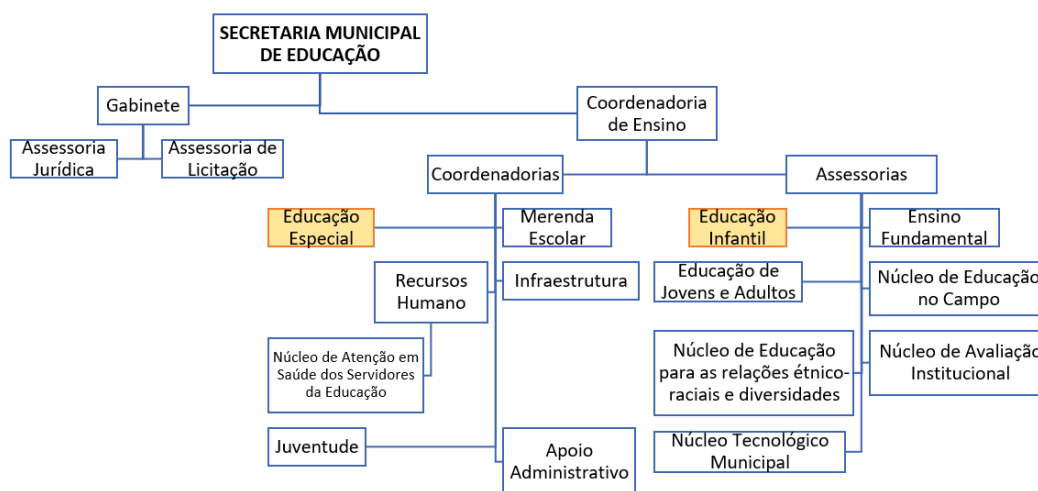 SECRETARIA MUNICIPAL
DE EDUCAÇÃO
Gabinete
Coordenadoria
de Ensino
Assessoria
Jurídica
Assessoria de
Licitação
Coordenadorias
Assessorias
Educação
Especial
Merenda
Escolar
Educação
Infantil
Ensino
Fundamental
Recursos
Humano
Infraestrutura
Educação de
Jovens e Adultos
Núcleo de Educação
no Campo
Núcleo de Atenção em
Saúde dos Servidores
da Educação
Núcleo de Educação
para as relações étnico-
raciais e diversidades
Núcleo de Avaliação
Institucional
Juventude
Apoio
Administrativo
Núcleo Tecnológico
Municipal